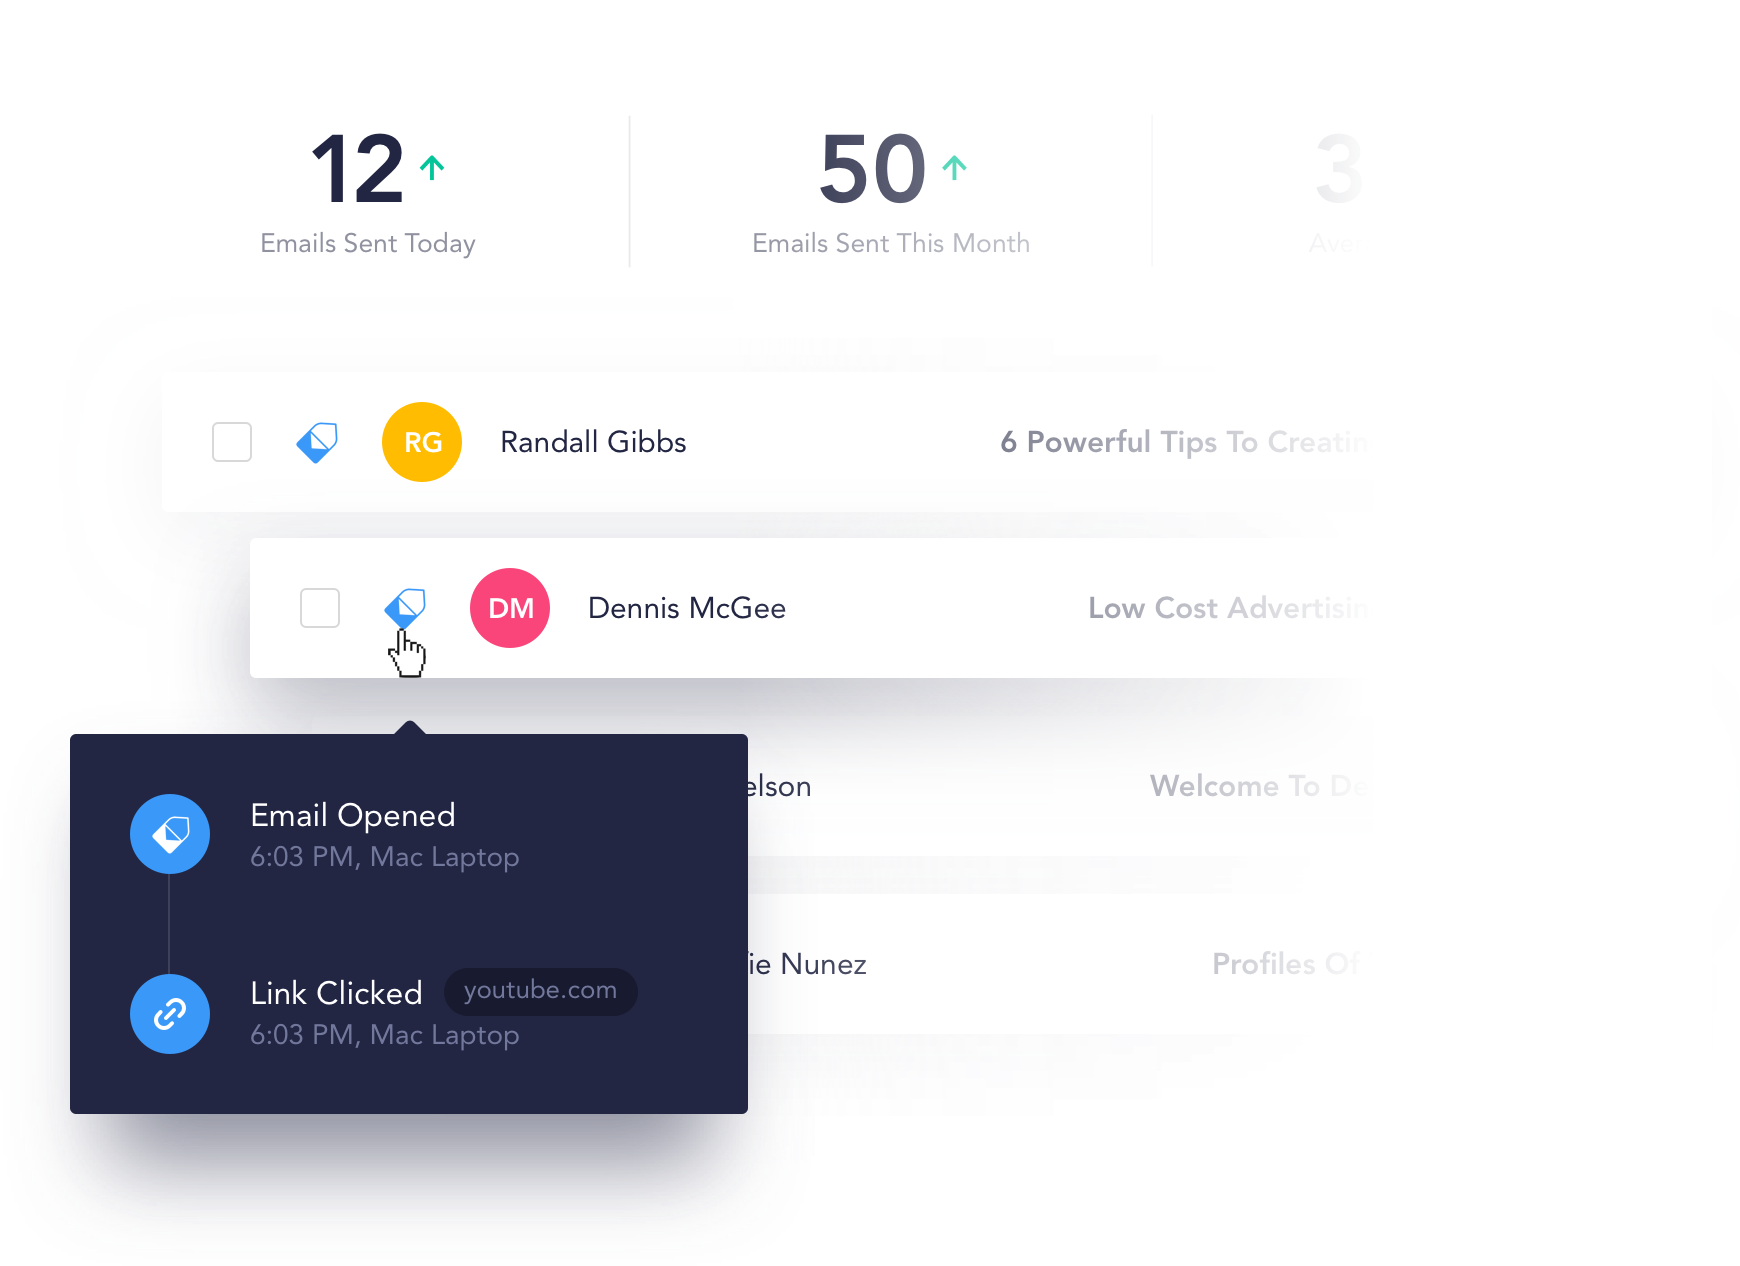 12
50
3
Emails Sent Today
Emails Sent This Month
RG
Randall Gibbs
6 Powerful Tips To Creatin
DM
Dennis McGee
Low Cost Advertisin
elson
Welcome To De
Email Opened
6:03 PM, Mac Laptop
ie Nunez
Profiles Of
Link Clicked
youtube.com
6:03 PM, Mac Laptop